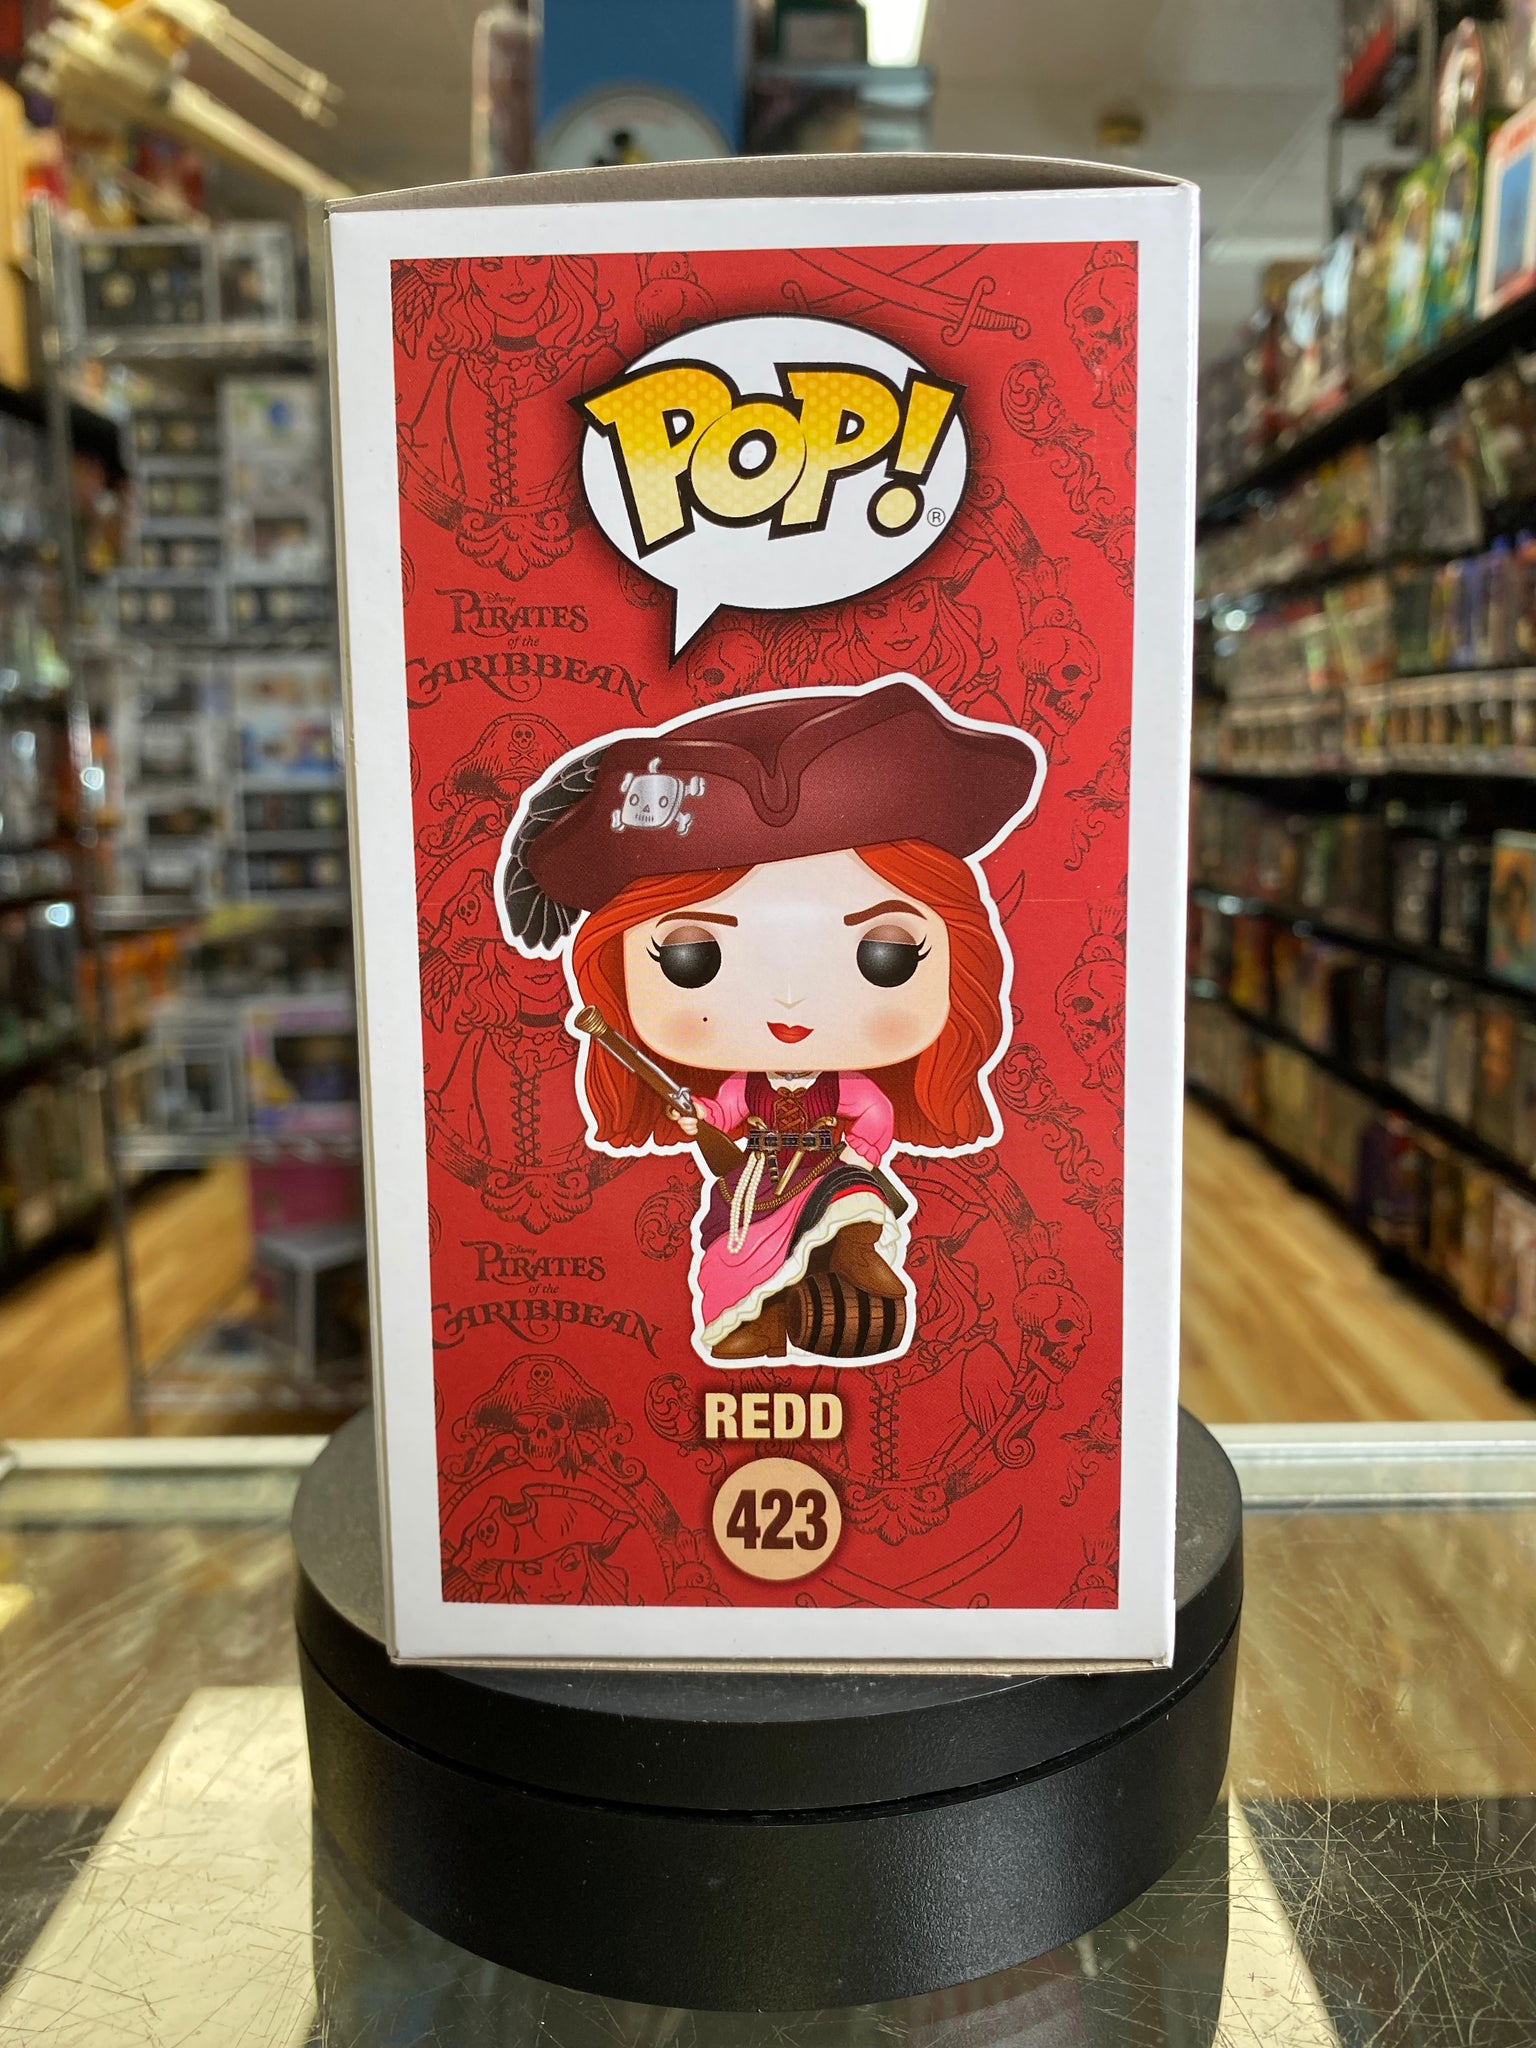 POP!
®
Disney
PIRATES
of the
CARIBBEAN
Disney
PIRATES
of the
CARIBBEAN
REDD
423